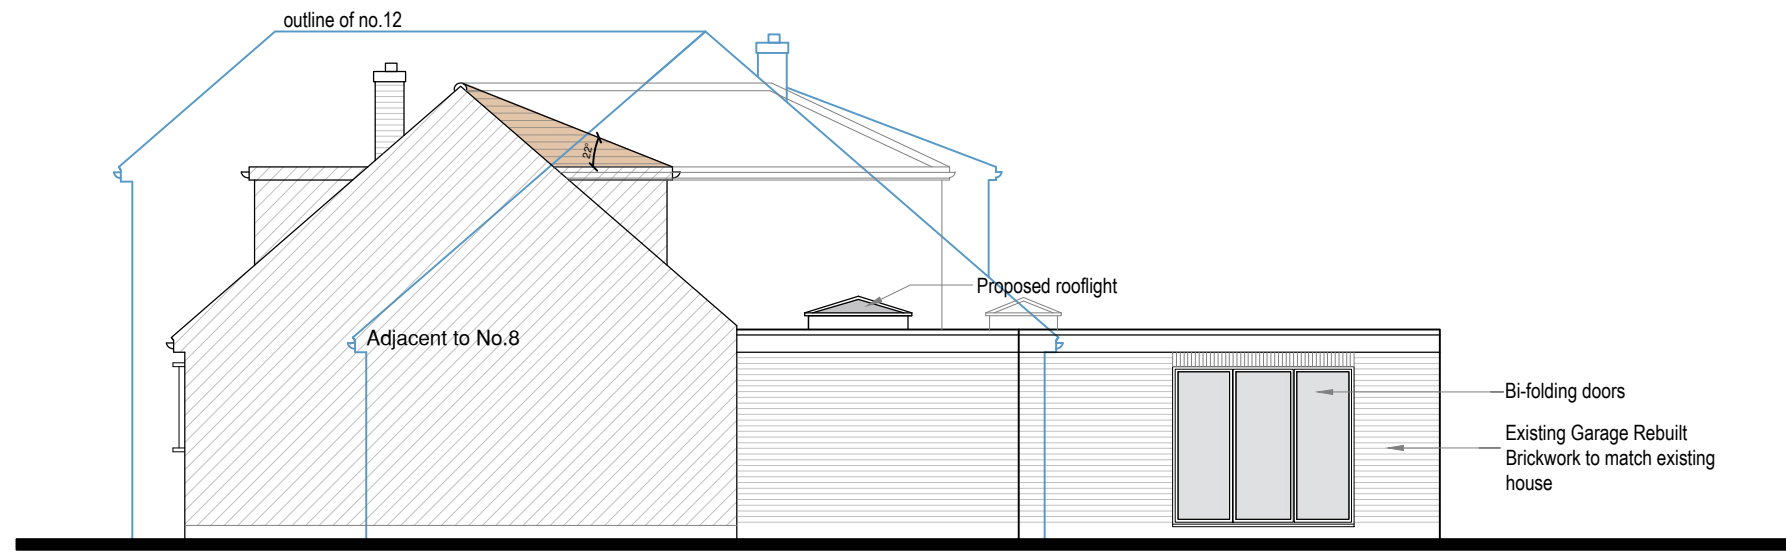 outline of no.12
22°
Proposed rooflight
Adjacent to No.8
Bi-folding doors
Existing Garage Rebuilt
Brickwork to match existing
house